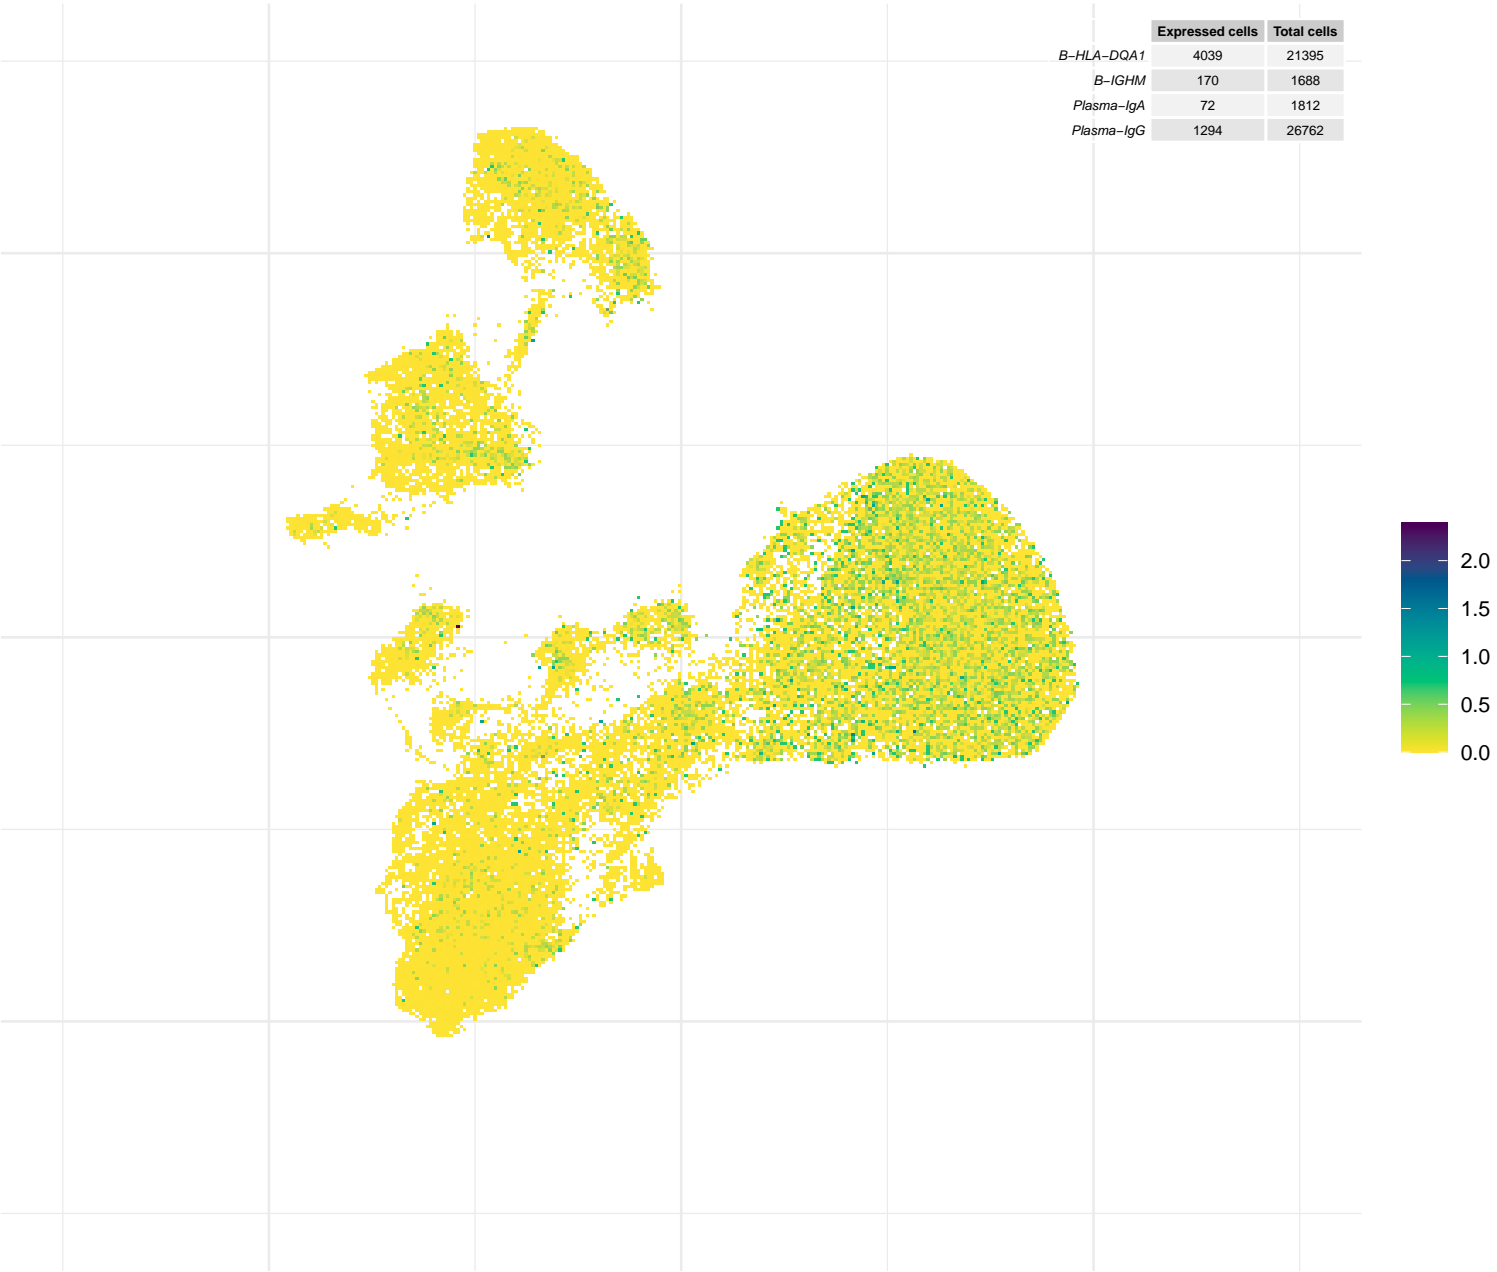 Expressed cells Total cells
B−HLA−DQA1 4039 21395
B−IGHM 170 1688
Plasma−IgA 72 1812
Plasma−IgG 1294 26762
2.0
1.5
1.0
0.5
0.0